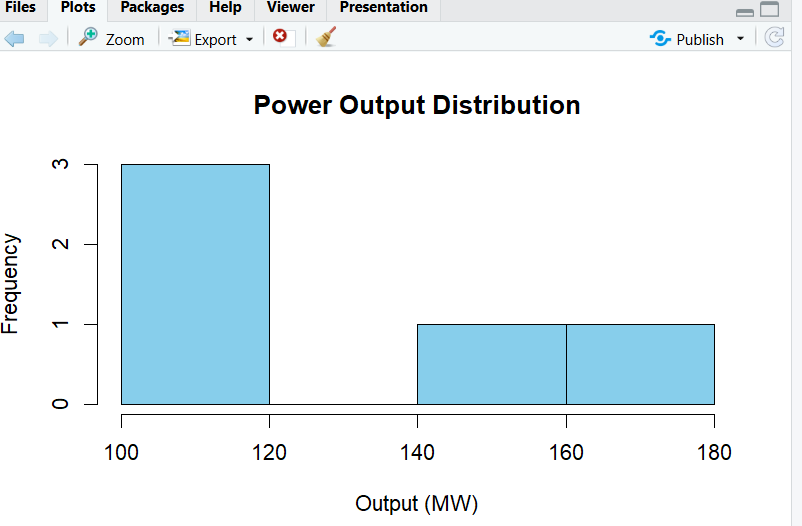 Files Plots Packages Help Viewer Presentation
Zoom Export Publish
Power Output Distribution
3
2
1
0
Frequency
100 120 140 160 180
Output (MW)